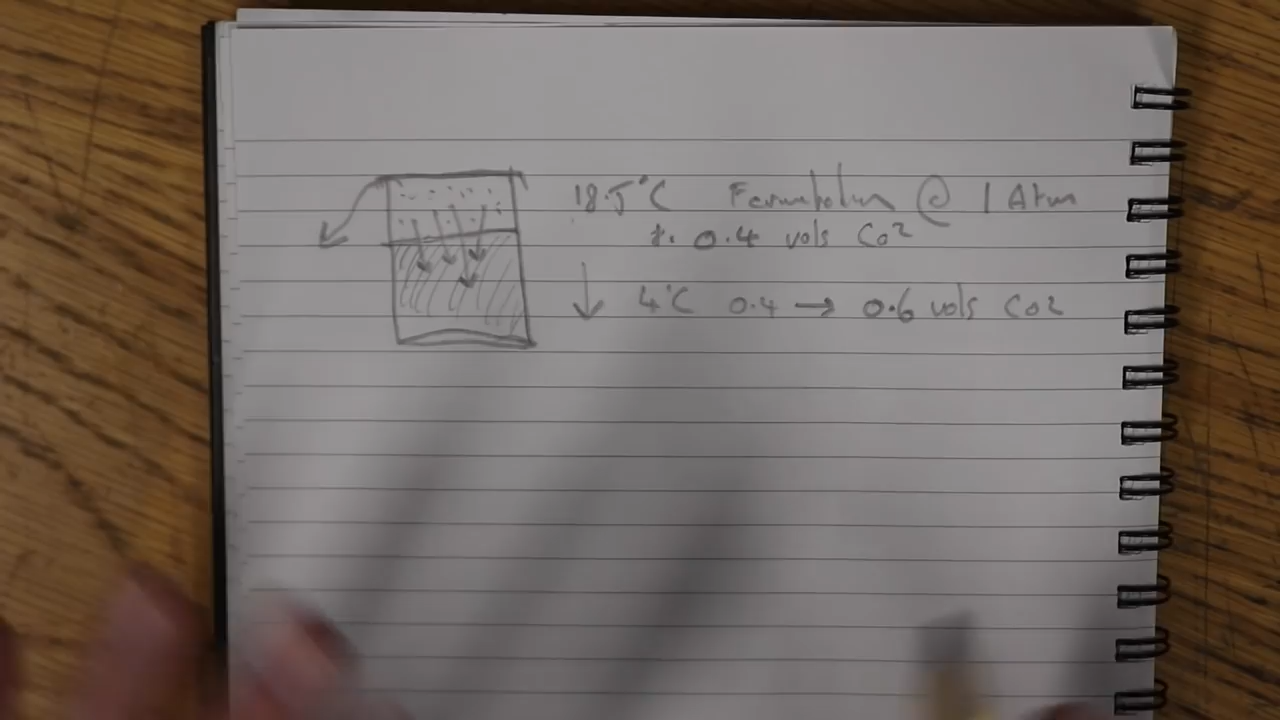 18.5°C Fermentation @ 1 Atm
0.4 vols CO2
↓ 4°C 0.4 → 0.6 vols CO2